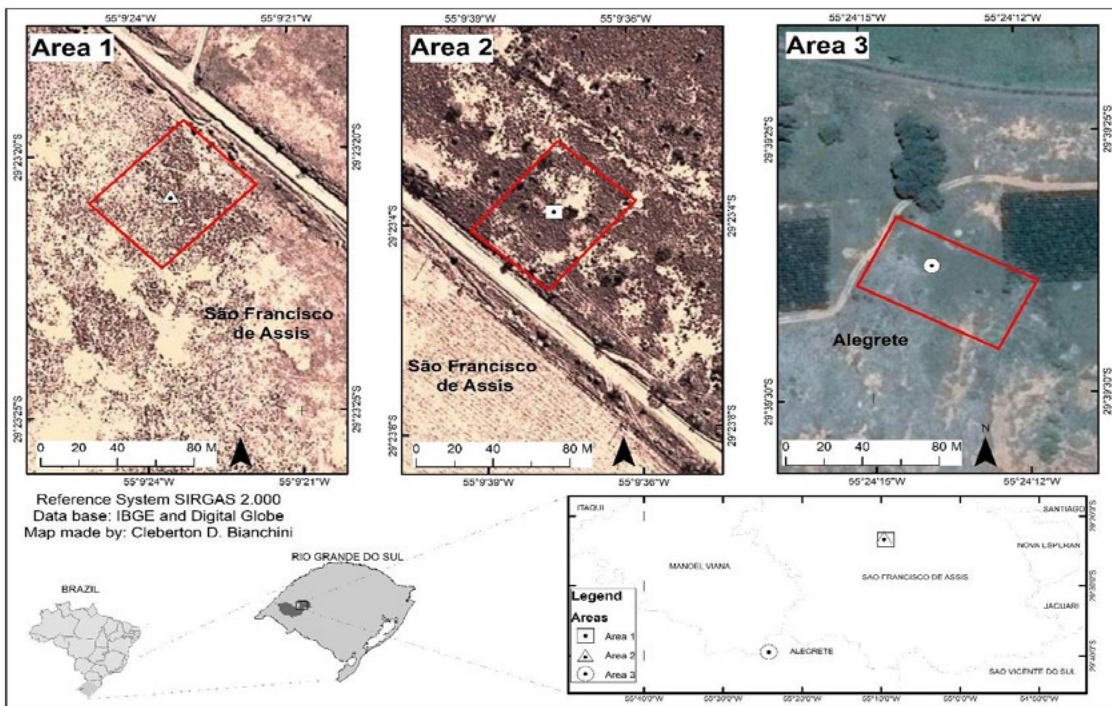 55°9'24"W
55°9'21"W
Area 1
São Francisco
de Assis
29°23'20"S
29°23'25"S
29°23'20"S
29°23'25"S
0 20 40 80 M
55°9'24"W
55°9'21"W
55°9'39"W
55°9'36"W
Area 2
São Francisco
de Assis
29°23'4"S
29°23'4"S
29°23'8"S
29°23'8"S
0 20 40 80 M
55°9'39"W
55°9'36"W
55°24'15"W
55°24'12"W
Area 3
Alegrete
29°39'25"S
29°39'25"S
29°39'30"S
29°39'30"S
0 20 40 80 M
N
55°24'15"W
55°24'12"W
Reference System SIRGAS 2.000
Data base: IBGE and Digital Globe
Map made by: Cleberton D. Bianchini
BRAZIL
RIO GRANDE DO SUL
ITAQUI
SANTIAGO
MANOEL VIANA
NOVA ESPERAN
SAO FRANCISCO DE ASSIS
JAGUARI
ALEGRETE
SAO VICENTE DO SUL
Legend
Areas
Area 1
Area 2
Area 3